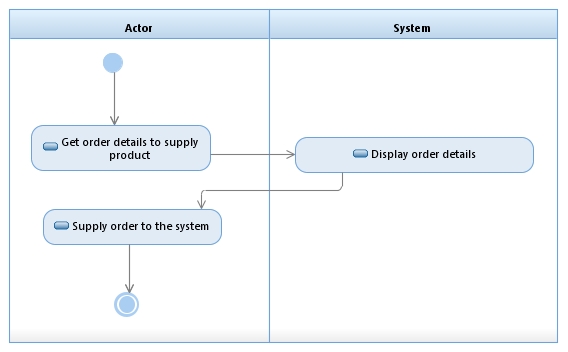 Actor
System
Get order details to supply
product
Display order details
Supply order to the system